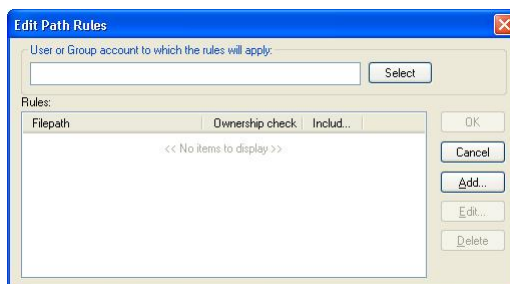 Edit Path Rules
User or Group account to which the rules will apply:
Select
Rules:
Filepath Ownership check Includ...
<< No items to display >>
OK
Cancel
Add...
Edit...
Delete